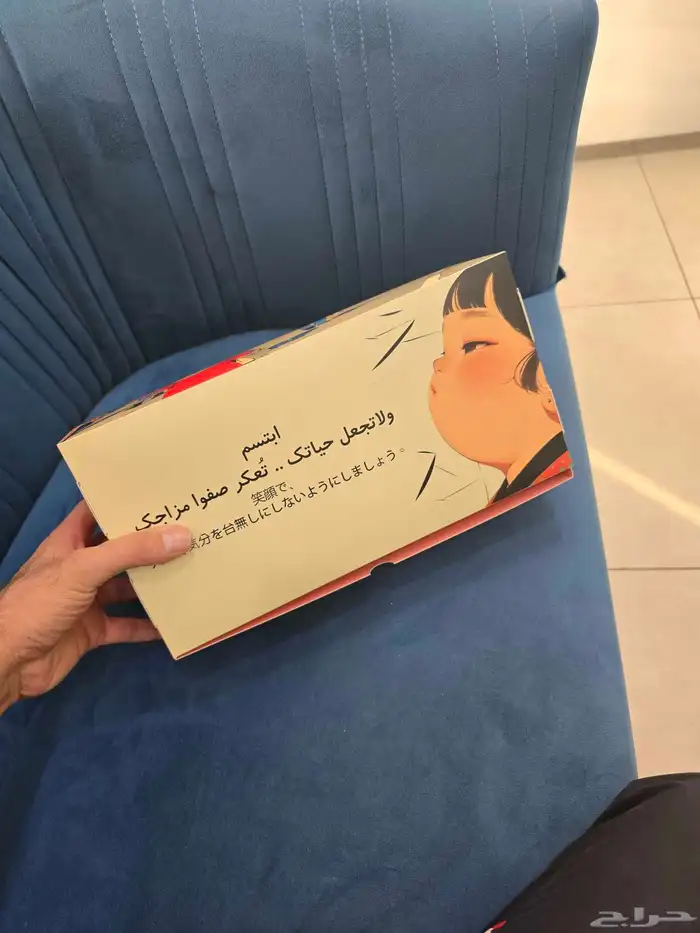 ابتسم
ولاتجعل حياتك .. تُعكر صفوا مزاجك
笑顔で、
気分を台無しにしないようにしましょう。
حراج